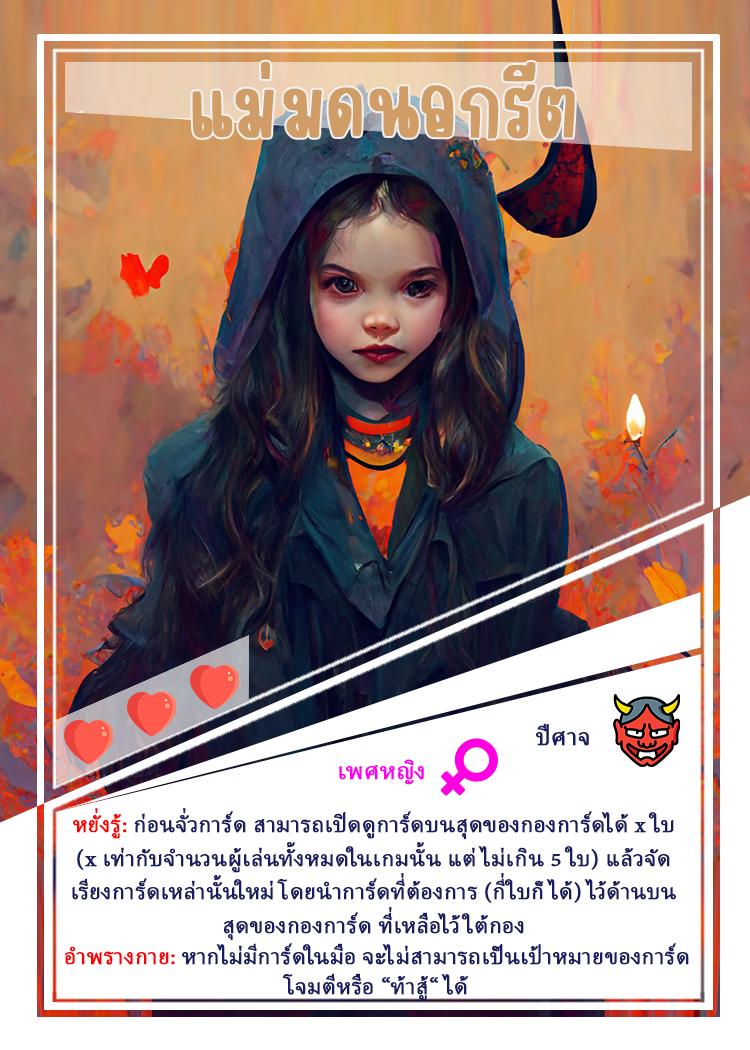 แม่มดนอกรีต
ปีศาจ
เพศหญิง
หยั่งรู้: ก่อนจั่วการ์ด สามารถเปิดดูการ์ดบนสุดของกองการ์ดได้ x ใบ
(x เท่ากับจำนวนผู้เล่นทั้งหมดในเกมนั้น แต่ไม่เกิน 5 ใบ) แล้วจัด
เรียงการ์ดเหล่านั้นใหม่ โดยนำการ์ดที่ต้องการ (กี่ใบก็ได้) ไว้ด้านบน
สุดของกองการ์ด ที่เหลือไว้ใต้กอง
อำพรางกาย: หากไม่มีการ์ดในมือ จะไม่สามารถเป็นเป้าหมายของการ์ด
โจมตีหรือ “ท้าสู้“ ได้